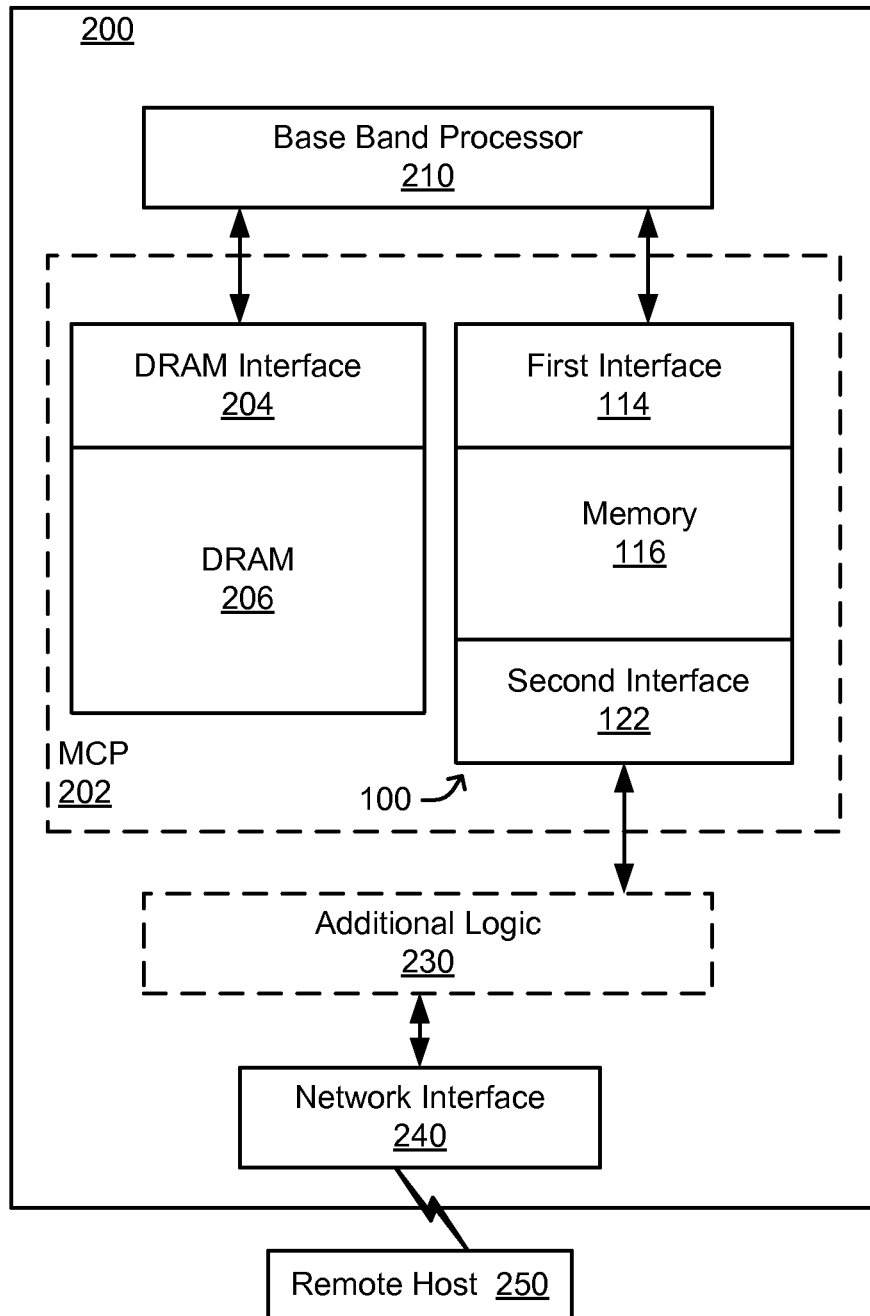 200
Base Band Processor
210
DRAM Interface
204
First Interface
114
DRAM
206
Memory
116
Second Interface
122
MCP
202
100
Additional Logic
230
Network Interface
240
Remote Host 250